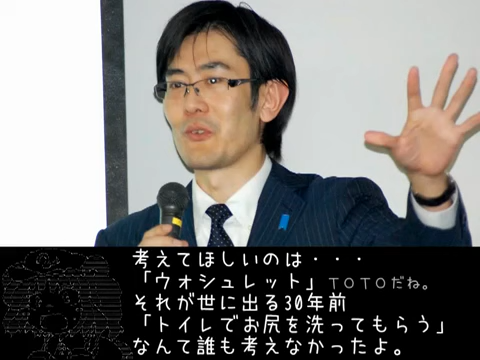 考えてほしいのは・・・
「ウォシュレット」ＴＯＴＯだね。
それが世に出る30年前
「トイレでお尻を洗ってもらう」
なんて誰も考えなかったよ。